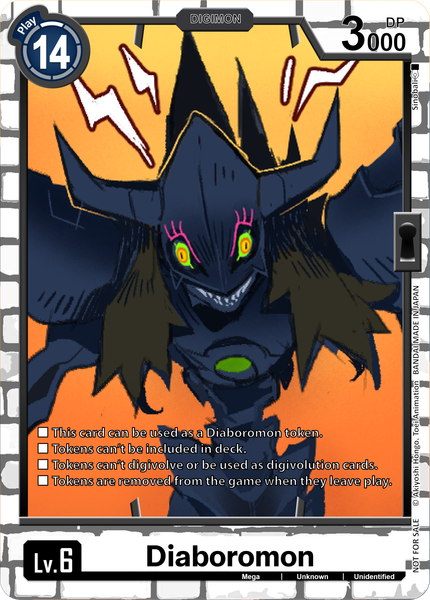 Play
14
DIGIMON
DP
3000
Sinobali
■ This card can be used as a Diaboromon token.
■ Tokens can't be included in deck.
■ Tokens can't digivolve or be used as digivolution cards.
■ Tokens are removed from the game when they leave play.
NOT FOR SALE © Akiyoshi Hongo. Toei Animation BANDAI MADE IN JAPAN
Lv.6
Diaboromon
Mega | Unknown | Unidentified